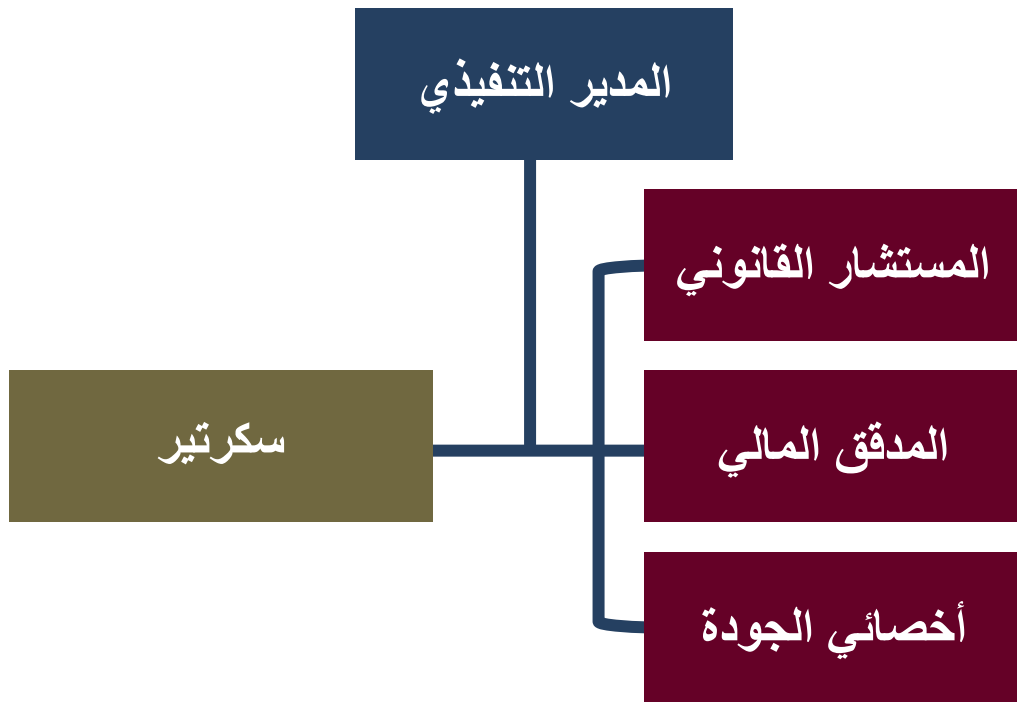 المدير التنفيذي
المستشار القانوني
المدقق المالي
سكرتير
أخصائي الجودة